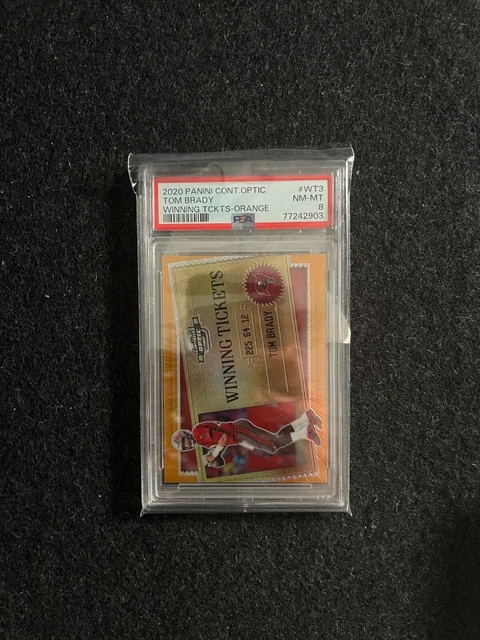 2020 PANINI CONT.OPTIC #WT3
TOM BRADY NM-MT
WINNING TCKTS-ORANGE 8
PSA 77242903
WINNING TICKETS
OPTIC
225 64 12
TOM BRADY